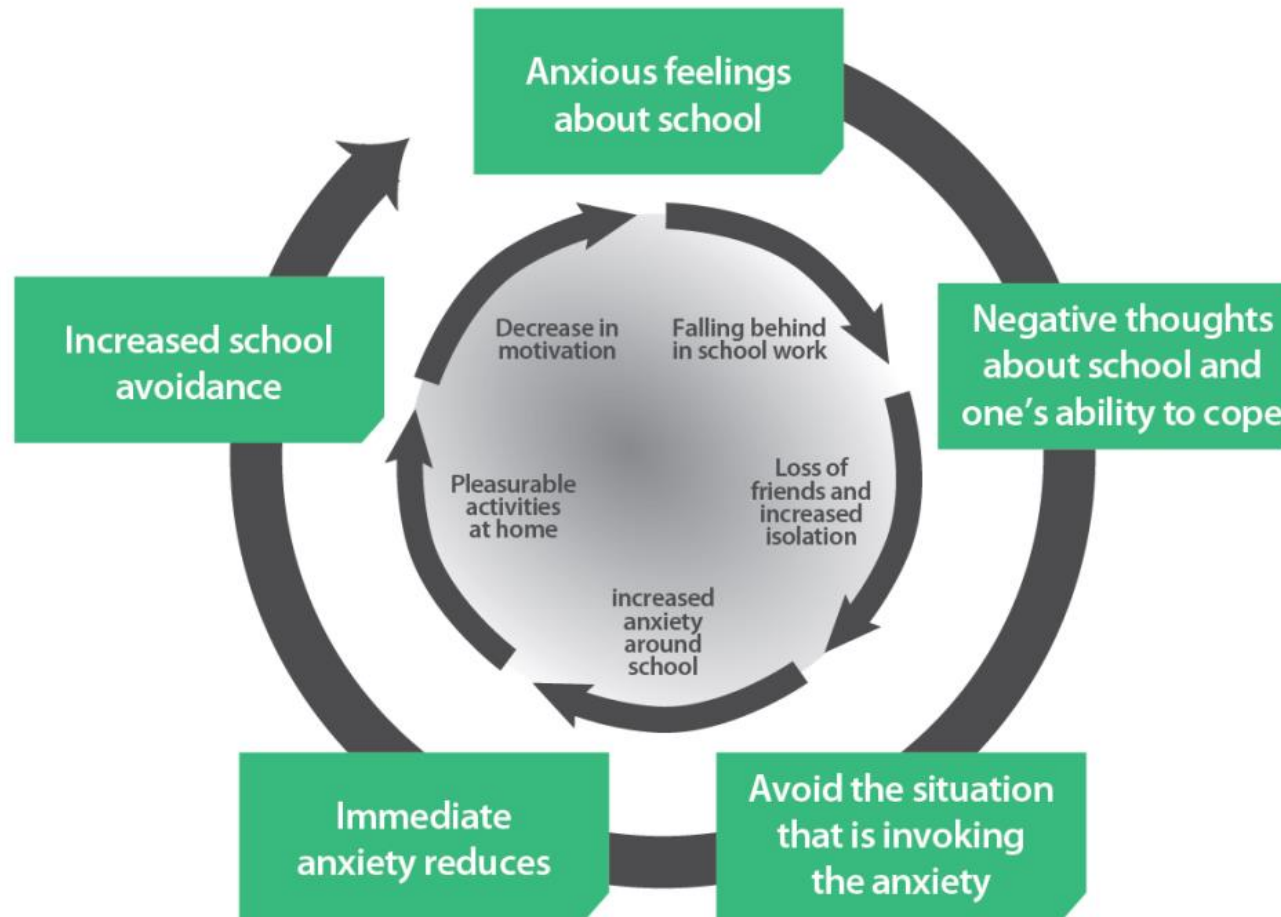 Anxious feelings
about school
Negative thoughts
about school and
one's ability to cope
Avoid the situation
that is invoking
the anxiety
Immediate
anxiety reduces
Increased school
avoidance
Falling behind
in school work
Loss of
friends and
increased
isolation
increased
anxiety
around
school
Pleasurable
activities
at home
Decrease in
motivation